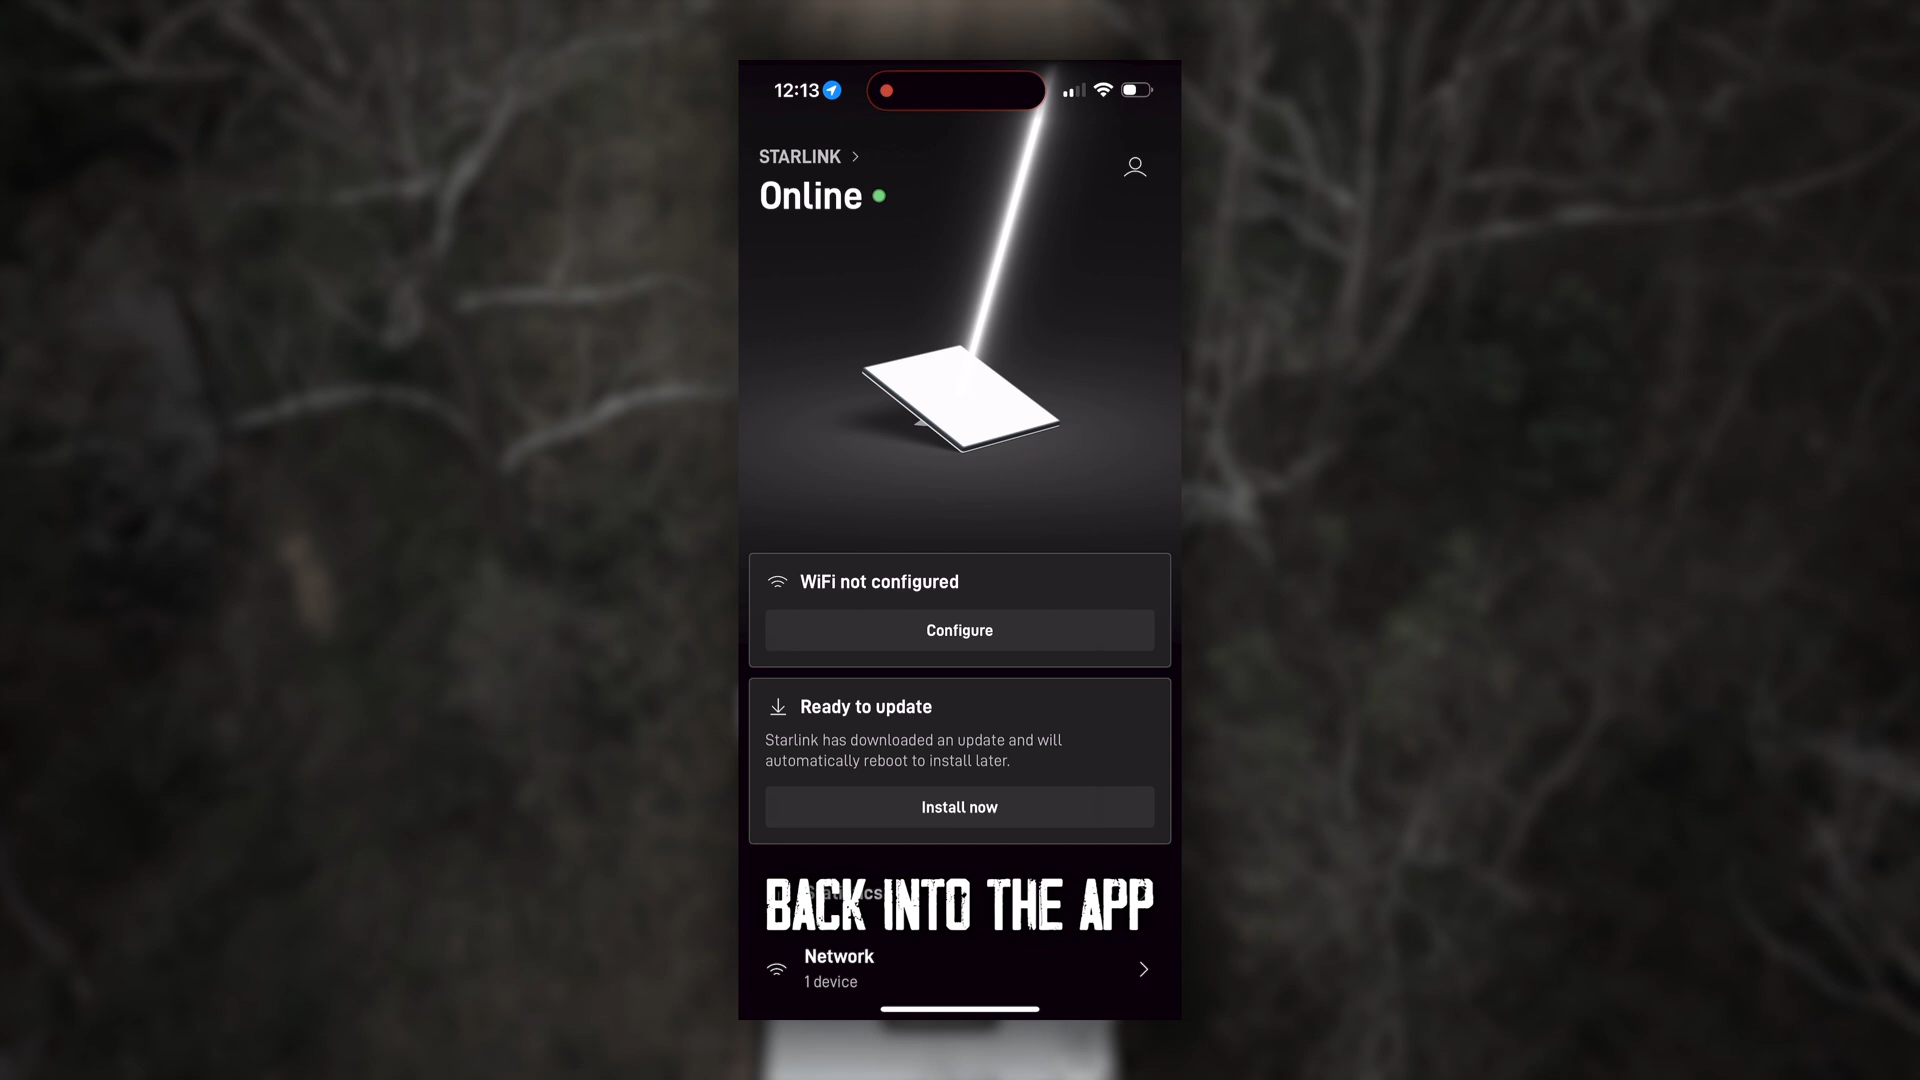 12:13
STARLINK
Online
WiFi not configured
Configure
Ready to update
Starlink has downloaded an update and will
automatically reboot to install later.
Install now
BACK INTO THE APP
Network
1 device